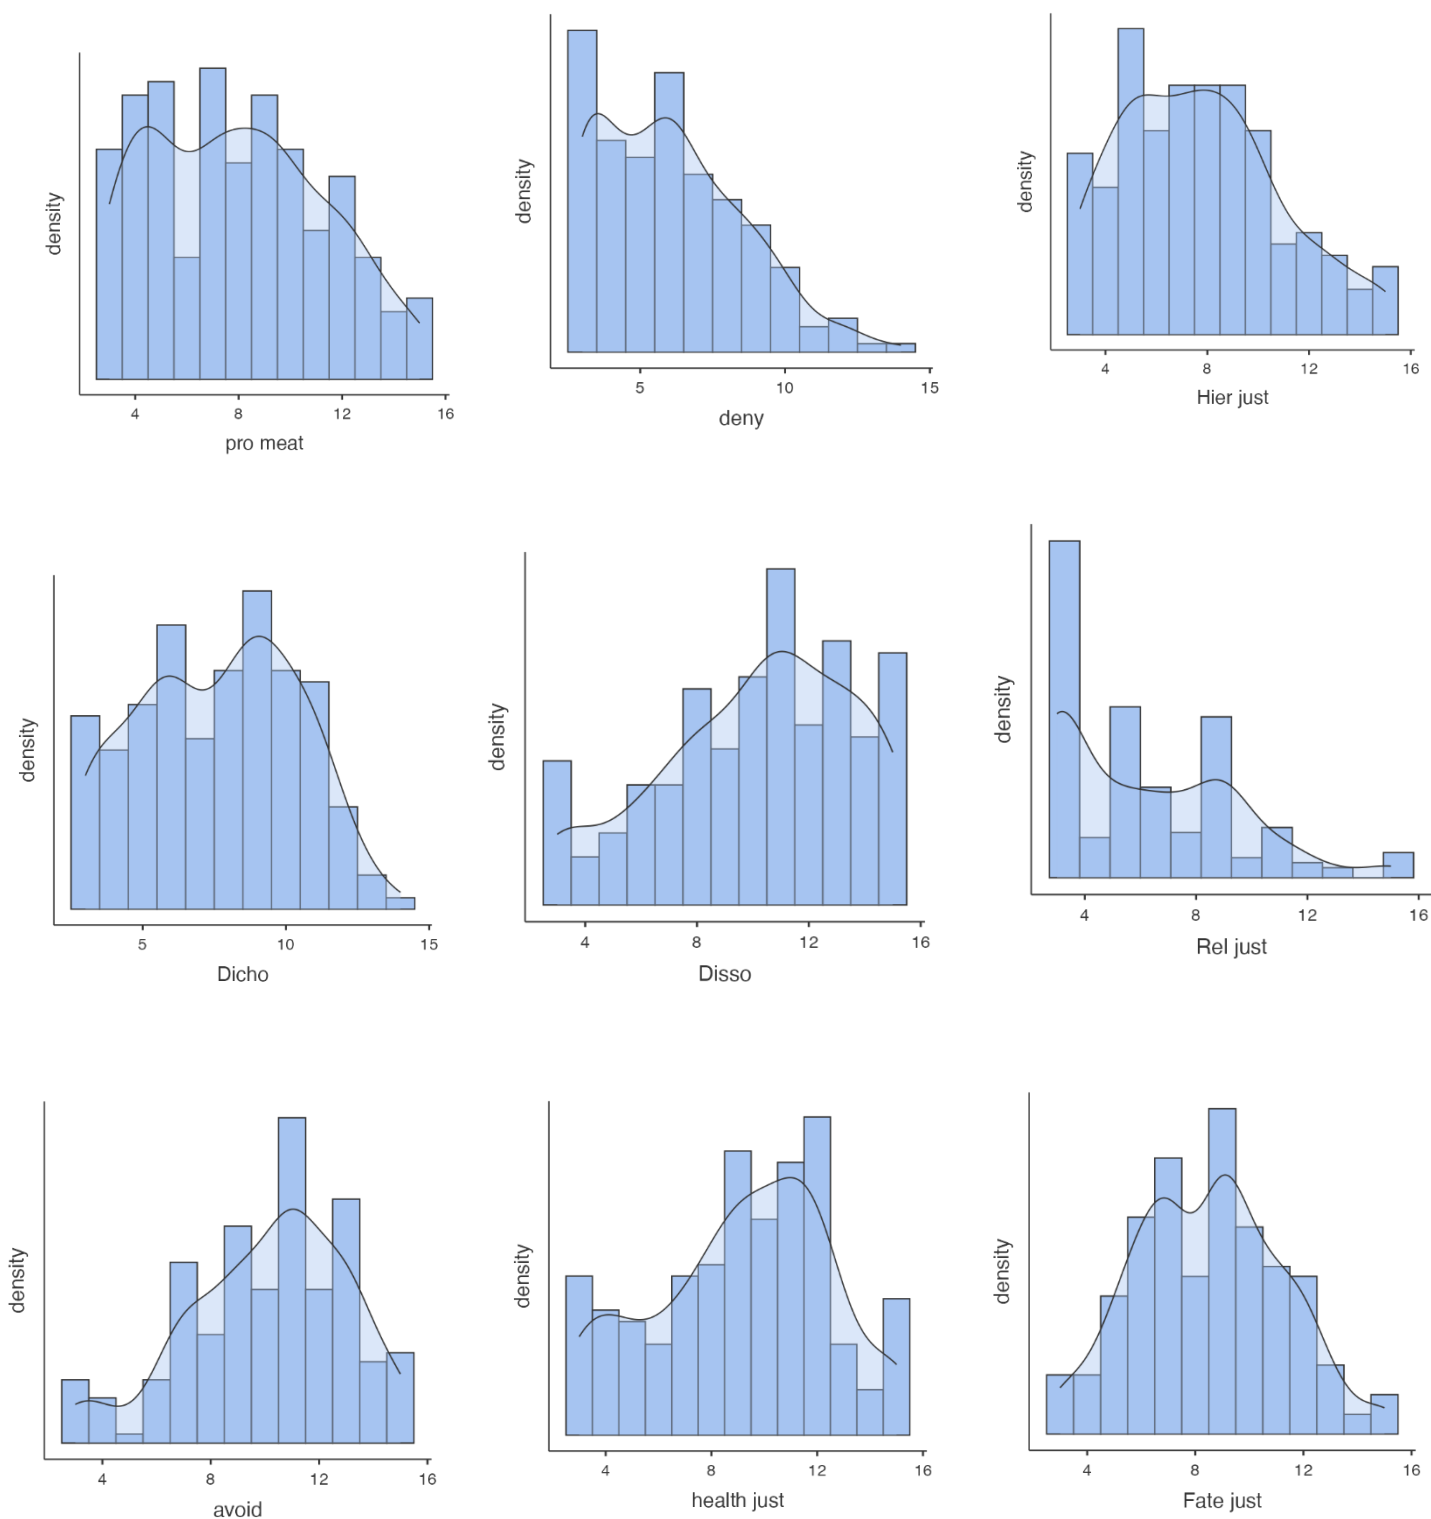 density
4 8 12 16
pro meat
density
5 10 15
deny
density
4 8 12 16
Hier just
density
5 10 15
Dicho
density
4 8 12 16
Disso
density
4 8 12 16
Rel just
density
4 8 12 16
avoid
density
4 8 12 16
health just
density
4 8 12 16
Fate just